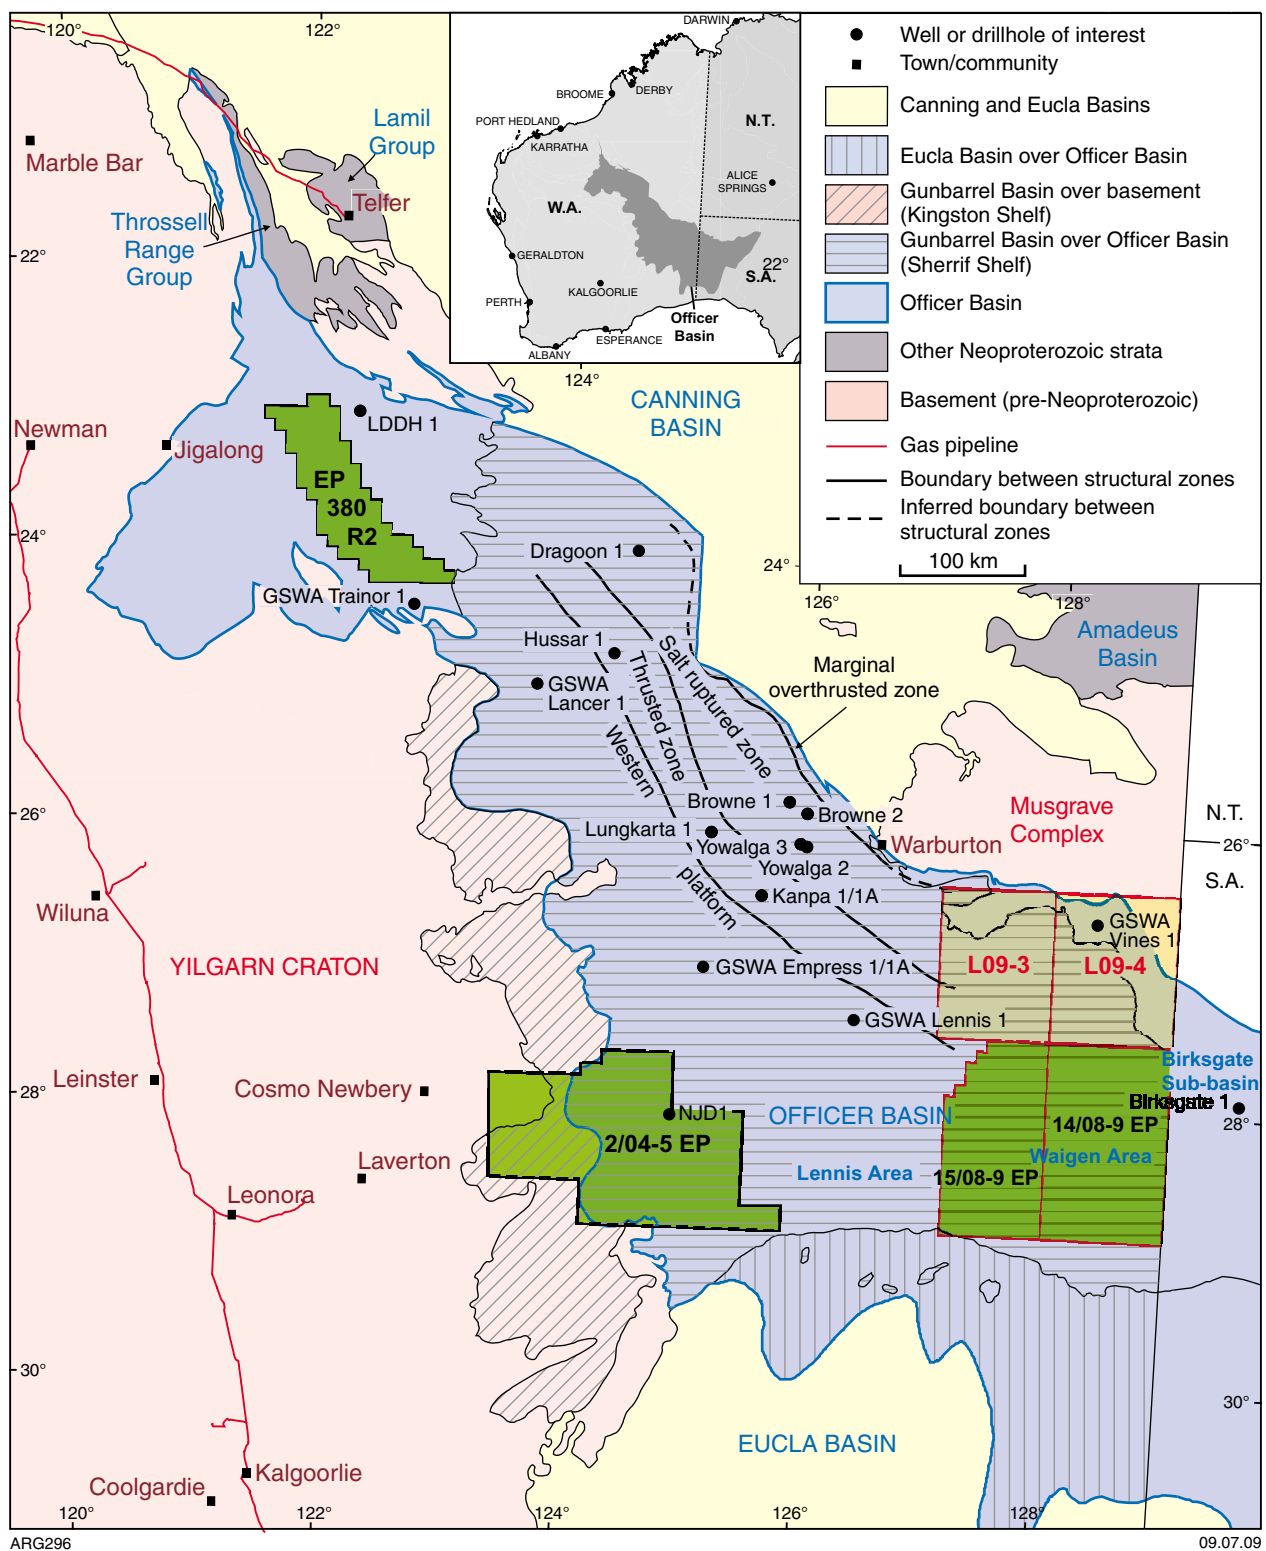 120°
122°
Lamil
Group
Marble Bar
Telfer
Throssell
Range
Group
22°
DARWIN
DERBY
BROOME
PORT HEDLAND
KARRATHA
N.T.
ALICE
SPRINGS
W.A.
GERALDTON
22°
S.A.
KALGOORLIE
PERTH
Officer
Basin
ESPERANCE
ALBANY
124°
Well or drillhole of interest
Town/community
Canning and Eucla Basins
Eucla Basin over Officer Basin
Gunbarrel Basin over basement
(Kingston Shelf)
Gunbarrel Basin over Officer Basin
(Sherrif Shelf)
Officer Basin
Other Neoproterozoic strata
Basement (pre-Neoproterozoic)
Gas pipeline
Boundary between structural zones
Inferred boundary between
structural zones
100 km
CANNING
BASIN
Newman
Jigalong
LDDH 1
EP
380
R2
24°
Dragoon 1
24°
126°
128°
GSWA Trainor 1
Amadeus
Basin
Hussar 1
GSWA
Lancer 1
Marginal
overthrusted zone
Salt ruptured zone
Thrusted zone
Western
platform
Browne 1
Browne 2
Musgrave
Complex
N.T.
26°
S.A.
26°
Lungkarta 1
Yowalga 3
Yowalga 2
Warburton
Kanpa 1/1A
Wiluna
GSWA
Vines 1
YILGARN CRATON
GSWA Empress 1/1A
L09-3
L09-4
GSWA Lennis 1
Leinster
Cosmo Newbery
28°
Birksgate
Sub-basin
Birksgate 1
28°
NJD1
OFFICER BASIN
2/04-5 EP
14/08-9 EP
Waigen Area
Lennis Area
15/08-9 EP
Laverton
Leonora
30°
30°
EUCLA BASIN
Kalgoorlie
Coolgardie
120°
122°
124°
126°
128°
ARG296
09.07.09